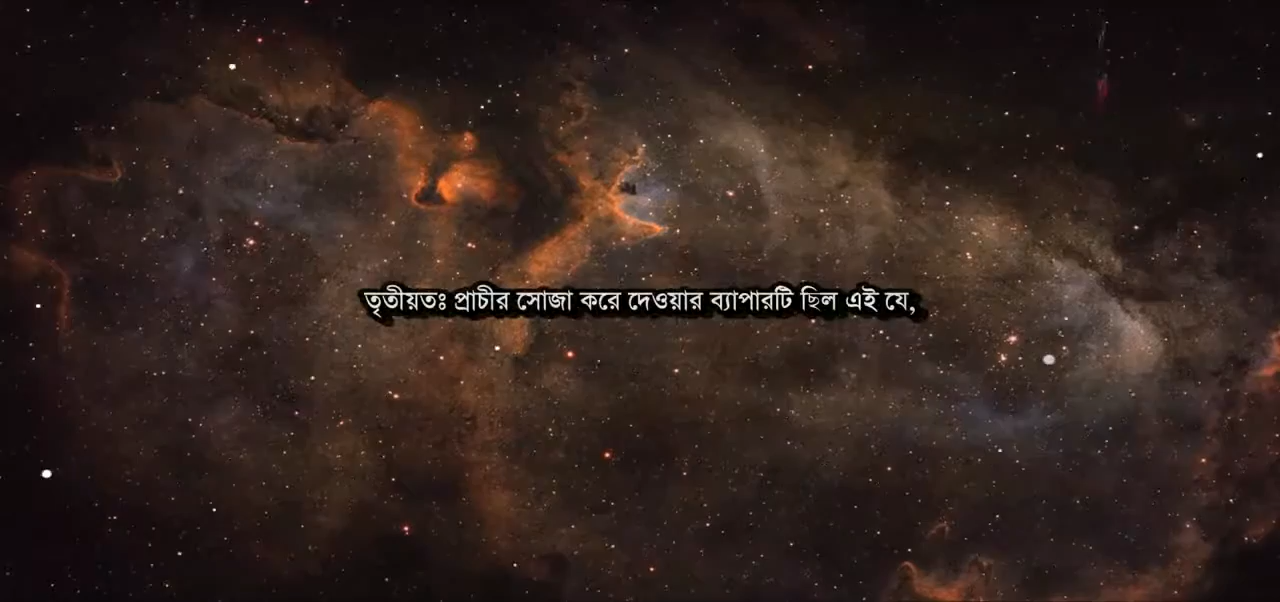 তৃতীয়তঃ প্রাচীর সোজা করে দেওয়ার ব্যাপারটি ছিল এই যে,